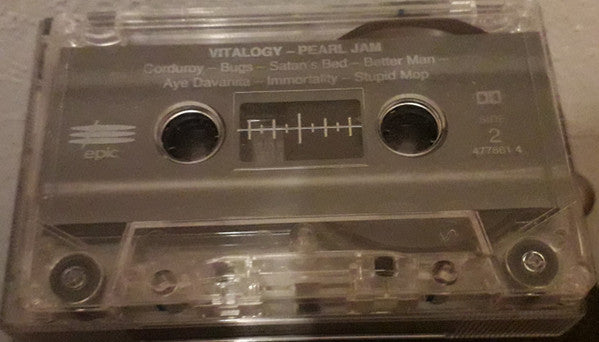 VITALOGY – PEARL JAM
Corduroy – Bugs – Satan's Bed – Better Man –
Aye Davanita – Immortality – Stupid Mop
SIDE
2
477861 4
epic